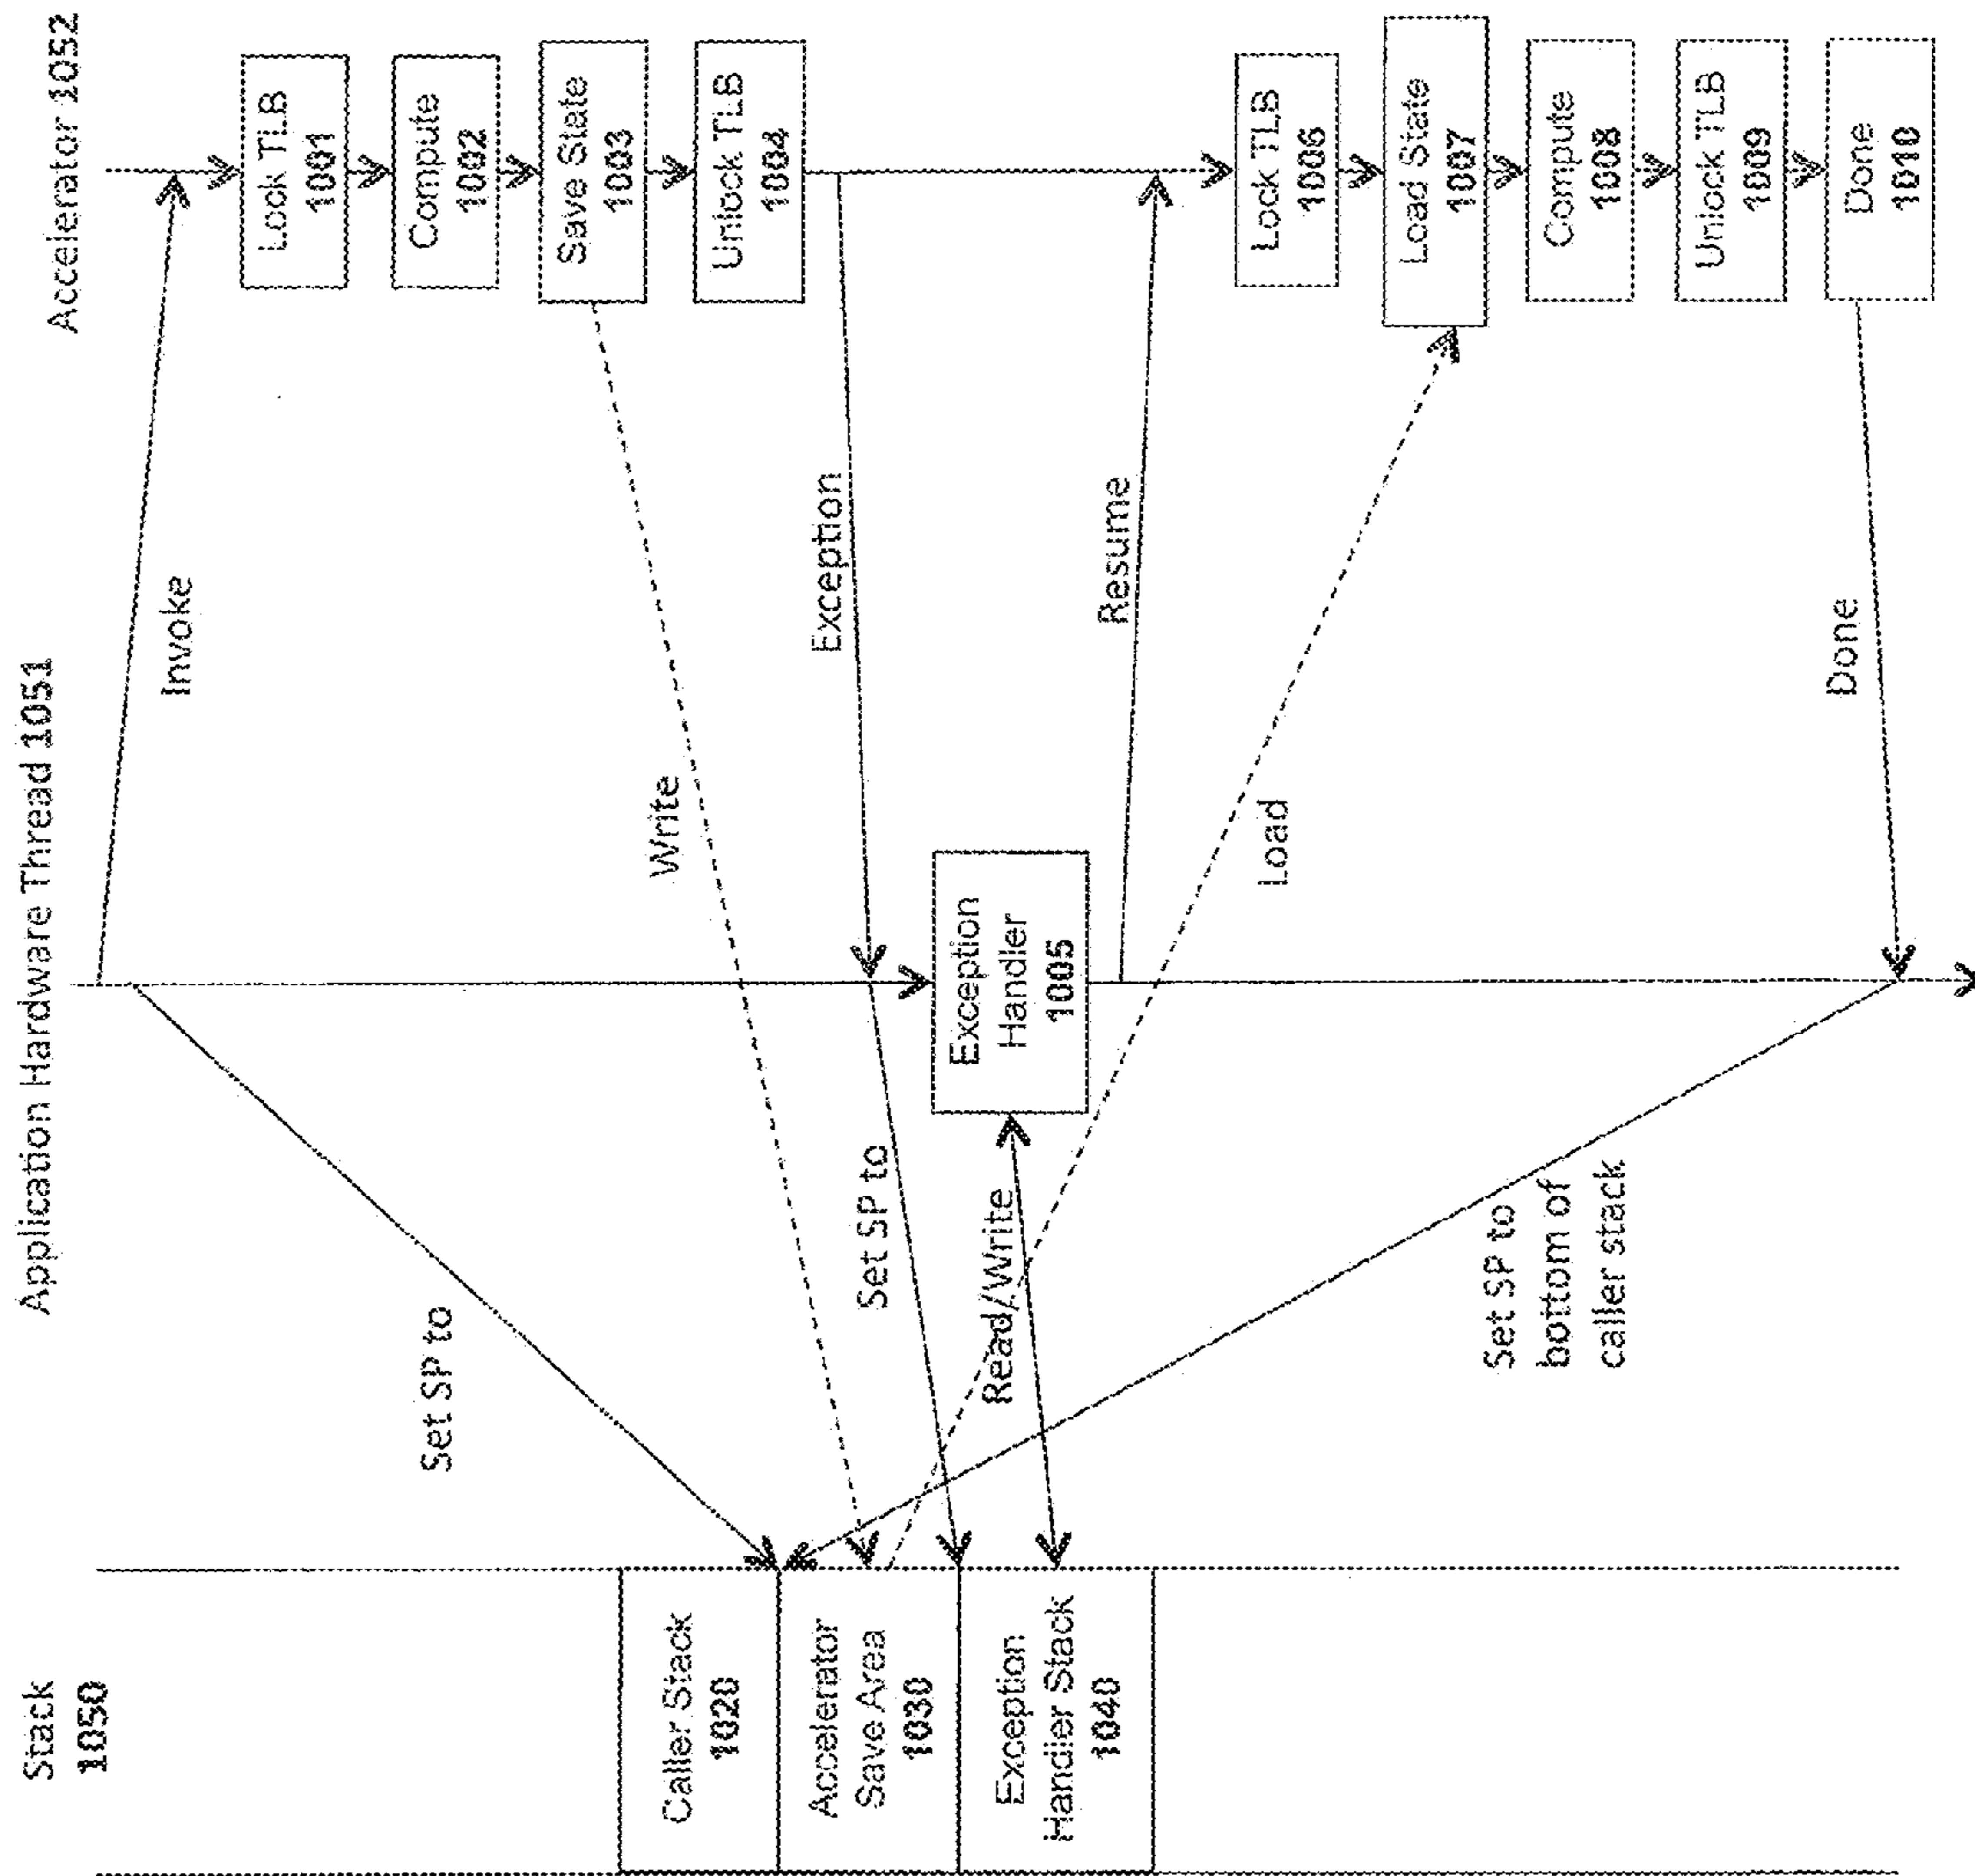 Stack
1050
Application Hardware Thread 1051
Accelerator 1052
Invoke
Set SP to
Lock TLB
1001
Compute
1002
Save State
1003
Unlock TLB
1004
Write
Exception
Set SP to
Caller Stack
1020
Accelerator
Save Area
1030
Exception
Handler Stack
1040
Exception
Handler
1005
Read/Write
Resume
Load
Lock TLB
1006
Load State
1007
Compute
1008
Unlock TLB
1009
Done
1010
Done
Set SP to
bottom of
caller stack